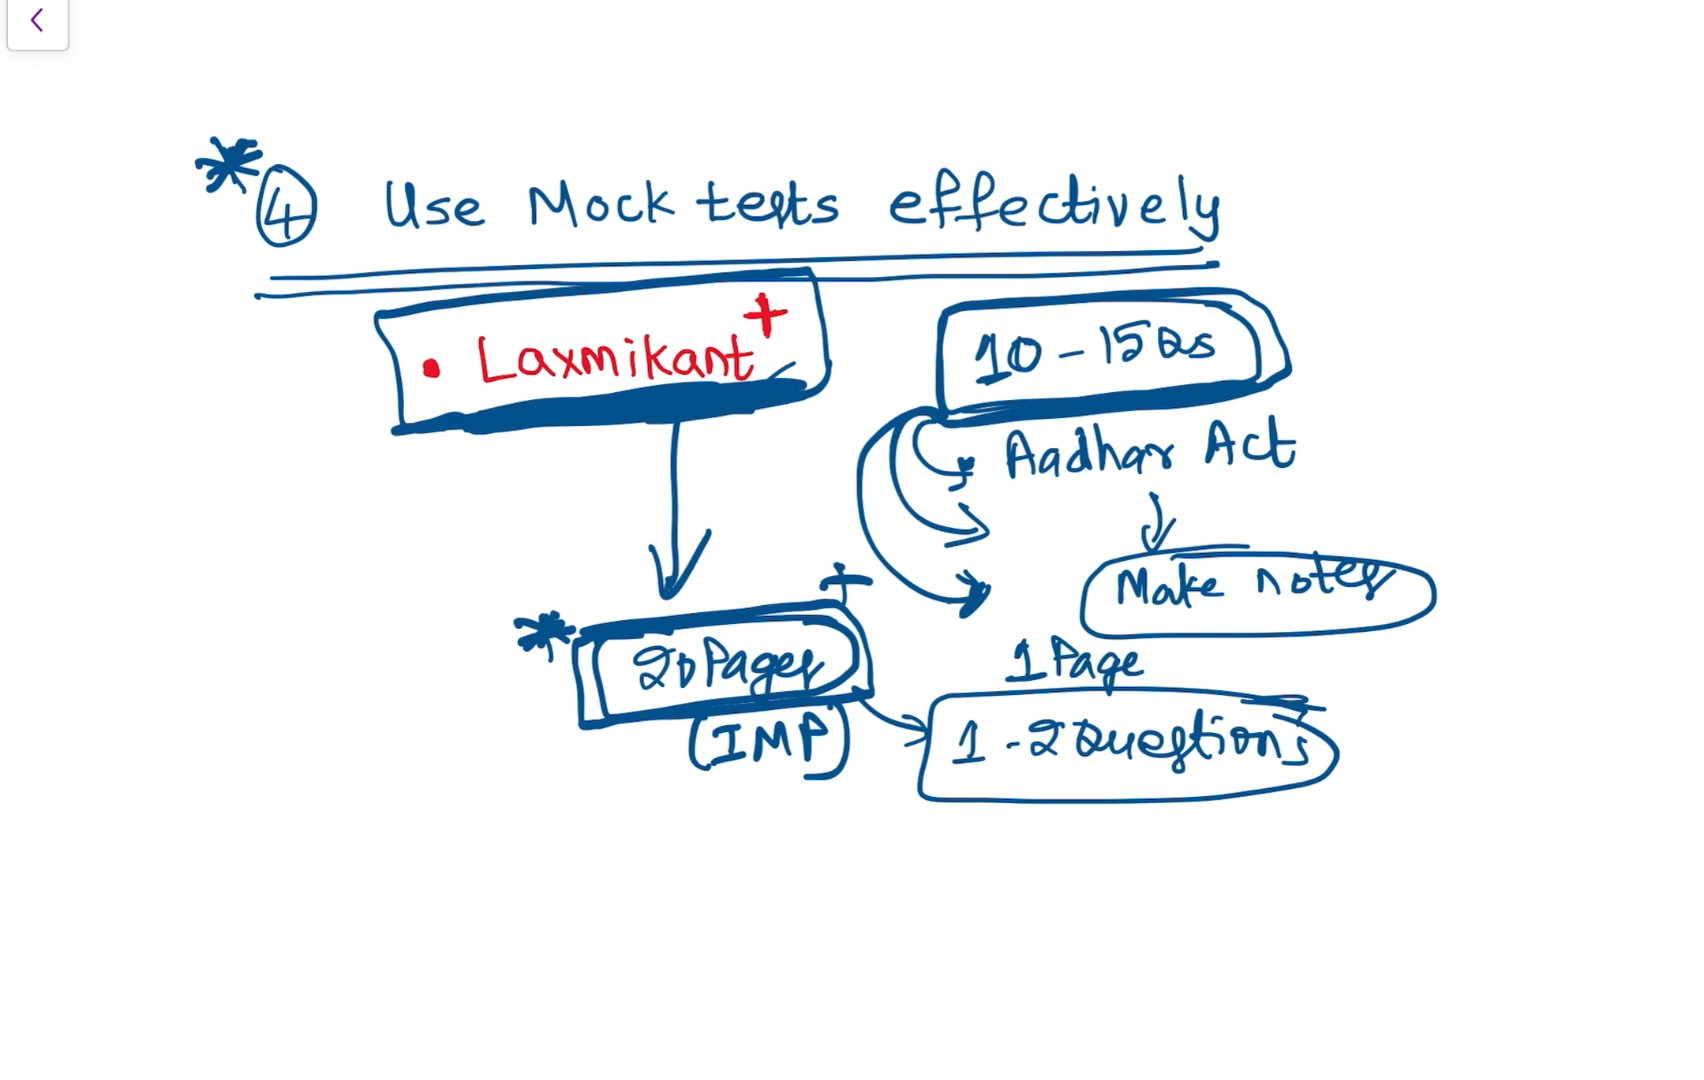 * 4 Use Mock tests effectively
• Laxmikant +
10 - 15 Qs
Aadhar Act
Make notes
* 20 Pages +
(IMP)
1 Page
1 - 2 Questions